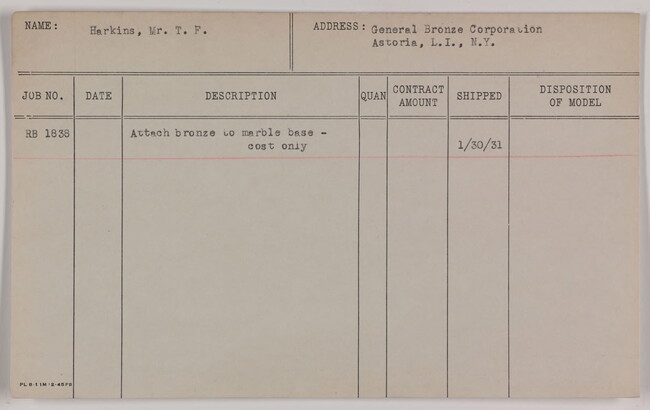 NAME: Harkins, Mr. T. F. ADDRESS: General Bronze Corporation
Astoria, L.I., N.Y.
JOB NO. DATE DESCRIPTION QUAN CONTRACT AMOUNT SHIPPED DISPOSITION OF MODEL
RB 1838 Attach bronze to marble base -
cost only 1/30/31